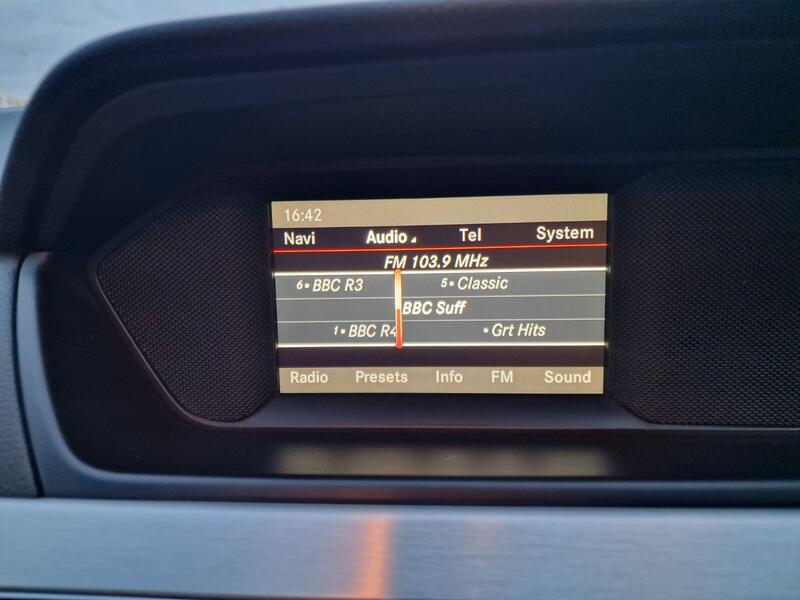 16:42
Navi Audio Tel System
FM 103.9 MHz
6• BBC R3 5• Classic
BBC Suff
1• BBC R4 • Grt Hits
Radio Presets Info FM Sound